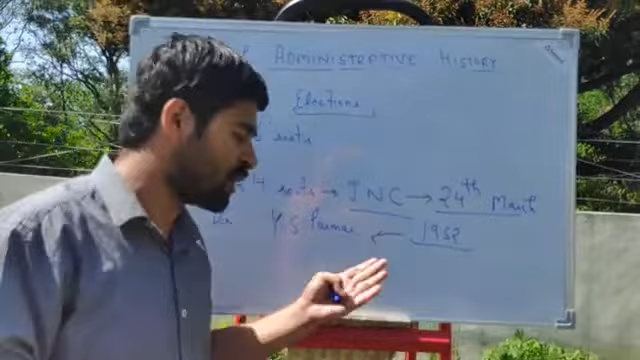 ADMINISTRATIVE HISTORY
Elections
seats
seats → INC → 24th March
Y.S Parmar ← 1952